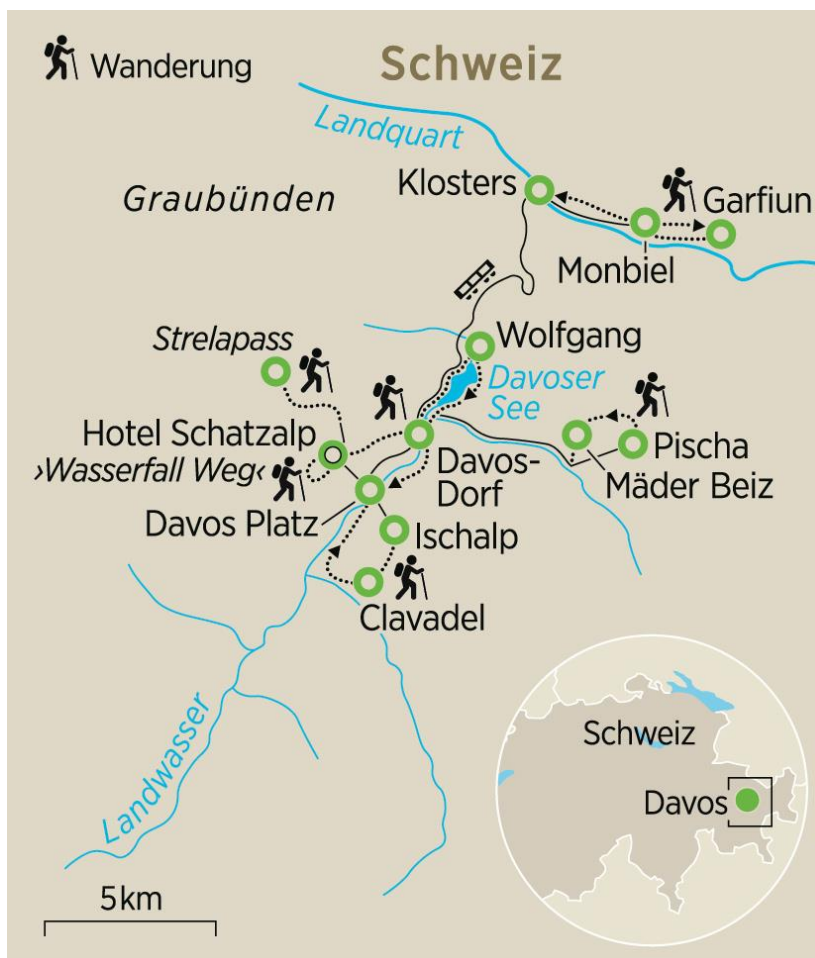 Wanderung
Schweiz
Landquart
Klosters
Graubünden
Garfiun
Monbiel
Strelapass
Wolfgang
Davoser
See
Hotel Schatzalp
›Wasserfall Weg‹
Davos-
Dorf
Pischa
Mäder Beiz
Davos Platz
Ischalp
Clavadel
Landwasser
Schweiz
Davos
5km